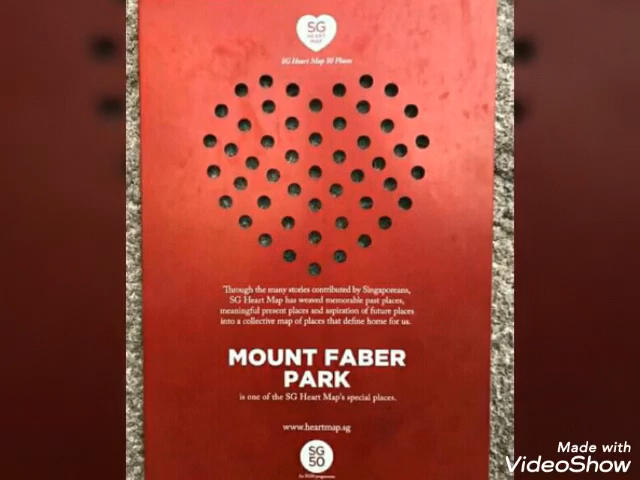 SG
HEART
MAP
SG Heart Map 50 Places
Through the many stories contributed by Singaporeans,
SG Heart Map has weaved memorable past places,
meaningful present places and aspiration of future places
into a collective map of places that define home for us.
MOUNT FABER
PARK
is one of the SG Heart Map's special places.
www.heartmap.sg
SG
50
An SG50 programme
Made with
VideoShow